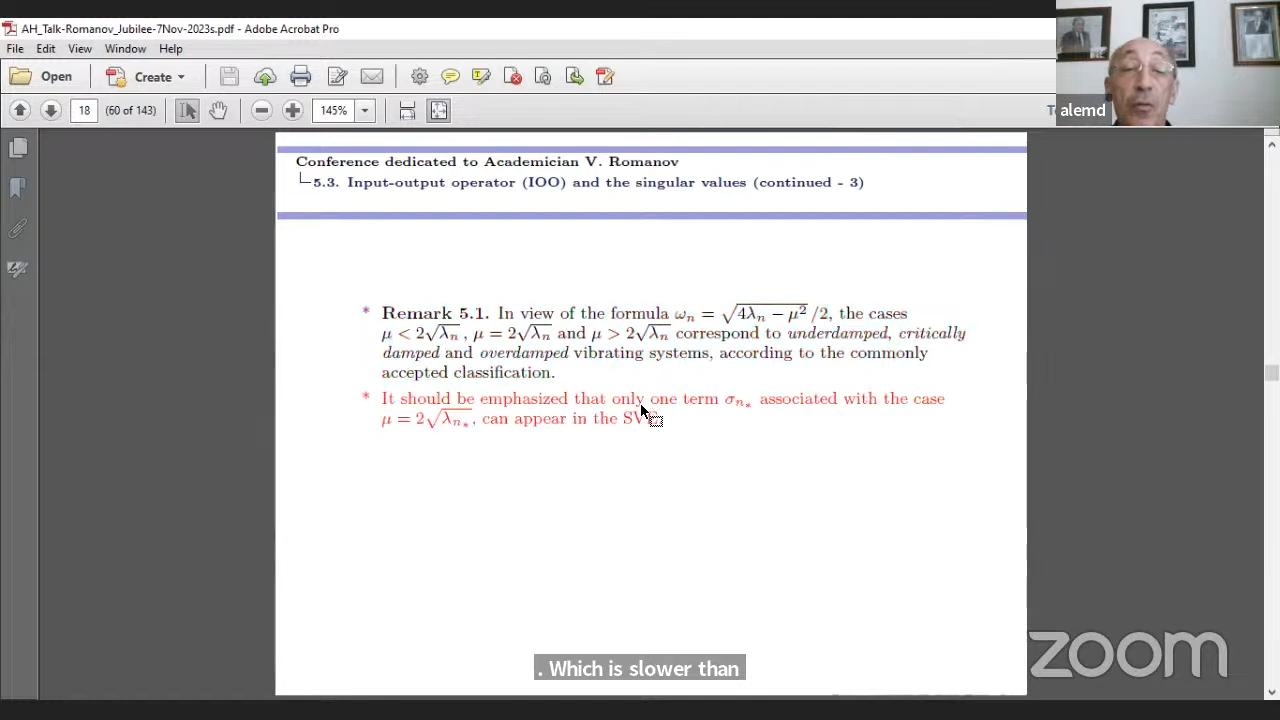 AH_Talk-Romanov_Jubilee-7Nov-2023s.pdf - Adobe Acrobat Pro
File Edit View Window Help
Open Create
18 (60 of 143) 145%
alemd
Conference dedicated to Academician V. Romanov
5.3. Input-output operator (IOO) and the singular values (continued - 3)
* Remark 5.1. In view of the formula ωₙ = √(4λₙ − μ²) /2, the cases
μ < 2√λₙ , μ = 2√λₙ and μ > 2√λₙ correspond to underdamped, critically
damped and overdamped vibrating systems, according to the commonly
accepted classification.
* It should be emphasized that only one term σₙ∗ associated with the case
μ = 2√λₙ∗, can appear in the
. Which is slower than
zoom